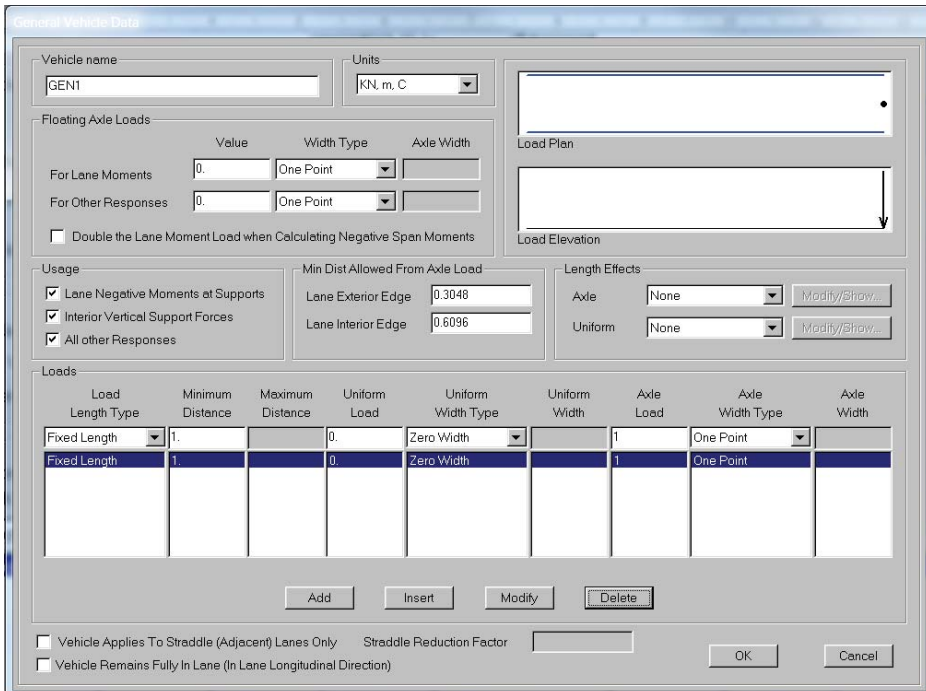 General Vehicle Data
Vehicle name
GEN1
Units
KN, m, C
Load Plan
Load Elevation
Floating Axle Loads
Value Width Type Axle Width
For Lane Moments 0. One Point
For Other Responses 0. One Point
Double the Lane Moment Load when Calculating Negative Span Moments
Usage
Lane Negative Moments at Supports
Interior Vertical Support Forces
All other Responses
Min Dist Allowed From Axle Load
Lane Exterior Edge 0.3048
Lane Interior Edge 0.6096
Length Effects
Axle None Modify/Show...
Uniform None Modify/Show...
Loads
Load Minimum Maximum Uniform Uniform Uniform Axle Axle Axle
Length Type Distance Distance Load Width Type Width Load Width Type Width
Fixed Length 1. 0. Zero Width 1 One Point
Fixed Length 1. 0. Zero Width 1 One Point
Add Insert Modify Delete
Vehicle Applies To Straddle (Adjacent) Lanes Only Straddle Reduction Factor
Vehicle Remains Fully In Lane (In Lane Longitudinal Direction)
OK Cancel